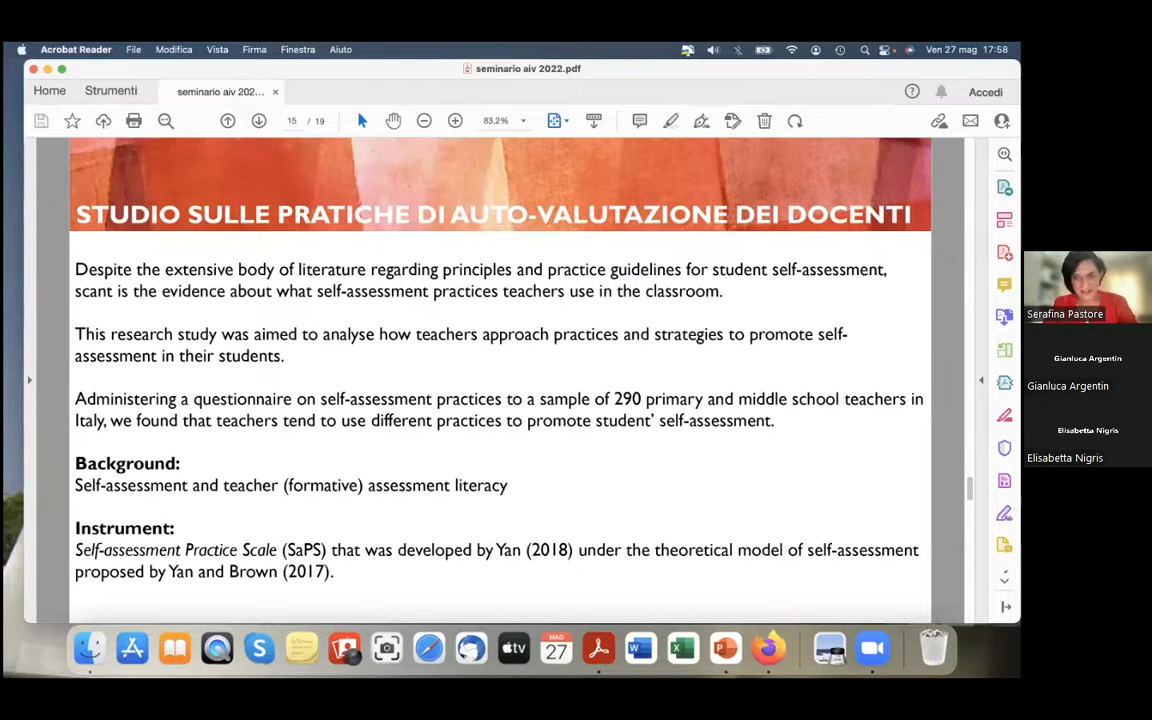 Acrobat Reader File Modifica Vista Firma Finestra Aiuto Ven 27 mag 17:58
seminario aiv 2022.pdf
Home Strumenti seminario aiv 202... × Accedi
15 / 19 83,2%
STUDIO SULLE PRATICHE DI AUTO-VALUTAZIONE DEI DOCENTI
Despite the extensive body of literature regarding principles and practice guidelines for student self-assessment,
scant is the evidence about what self-assessment practices teachers use in the classroom.
This research study was aimed to analyse how teachers approach practices and strategies to promote self-
assessment in their students.
Administering a questionnaire on self-assessment practices to a sample of 290 primary and middle school teachers in
Italy, we found that teachers tend to use different practices to promote student' self-assessment.
Background:
Self-assessment and teacher (formative) assessment literacy
Instrument:
Self-assessment Practice Scale (SaPS) that was developed by Yan (2018) under the theoretical model of self-assessment
proposed by Yan and Brown (2017).
Serafina Pastore
Gianluca Argentin
Gianluca Argentin
Elisabetta Nigris
Elisabetta Nigris
tv
MAG
27